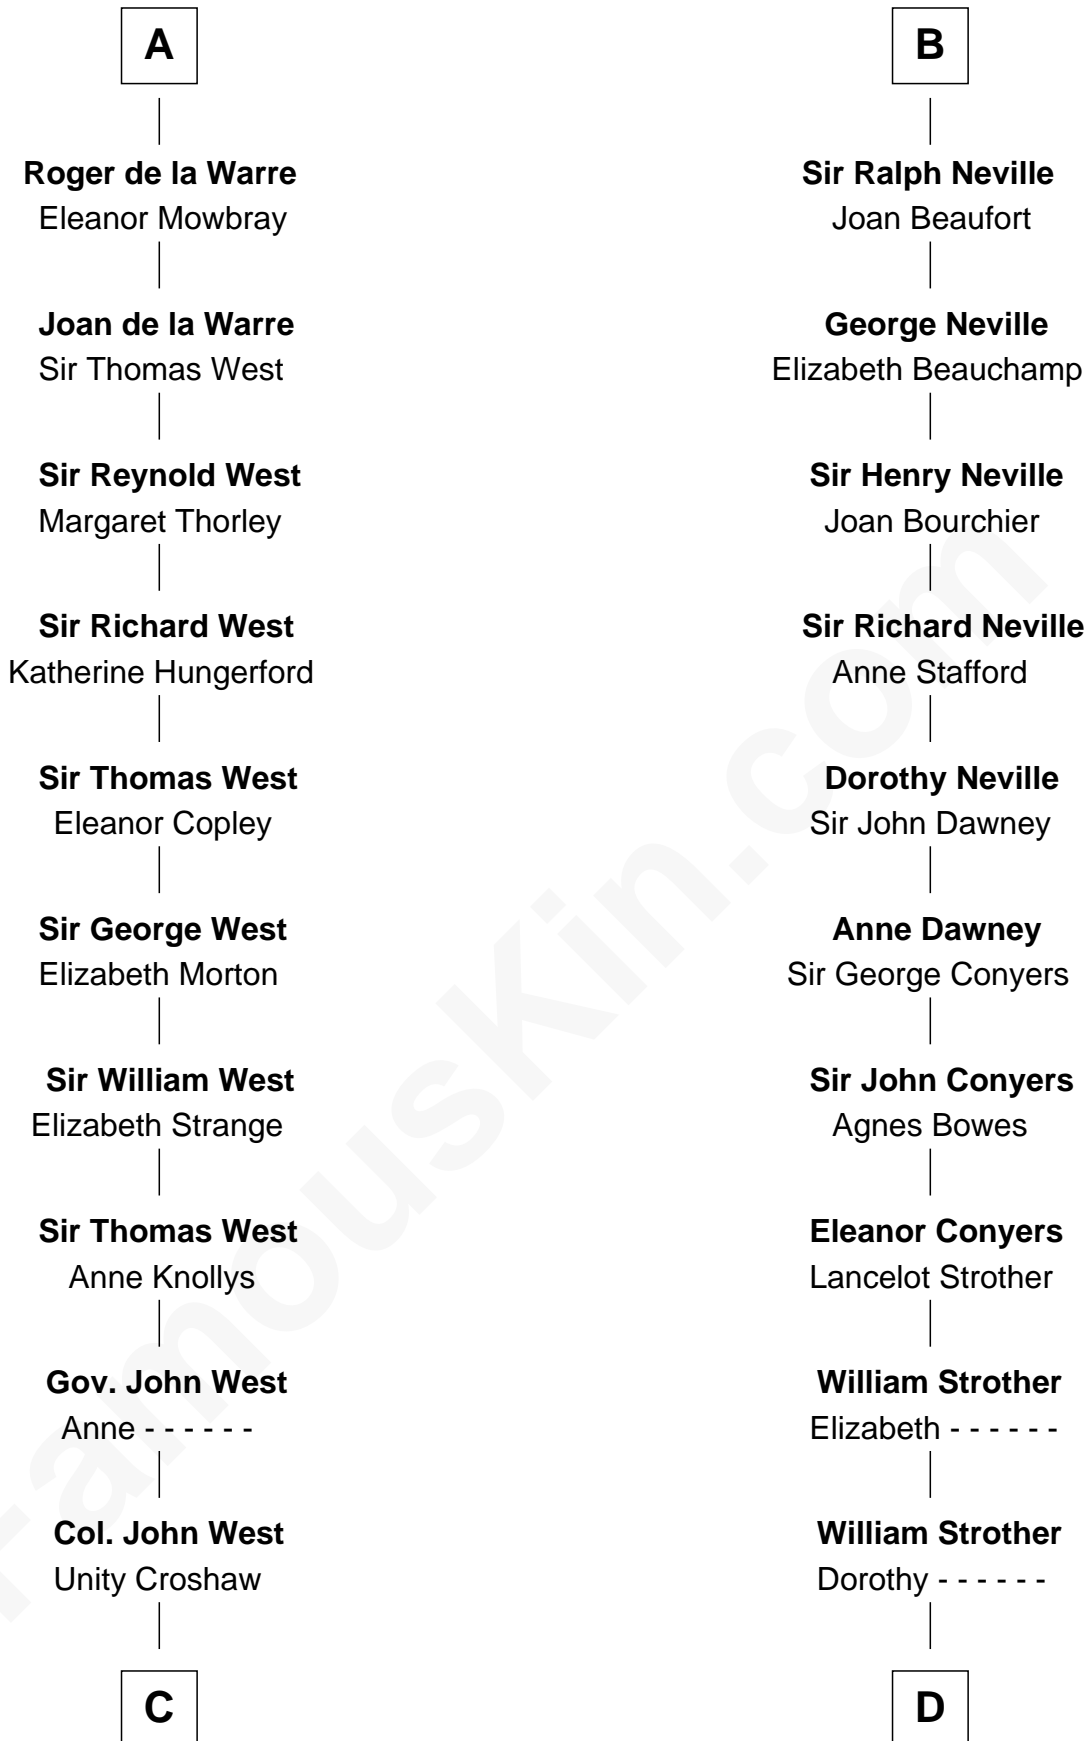 A
Roger de la Warre
Eleanor Mowbray
Joan de la Warre
Sir Thomas West
Sir Reynold West
Margaret Thorley
Sir Richard West
Katherine Hungerford
Sir Thomas West
Eleanor Copley
Sir George West
Elizabeth Morton
Sir William West
Elizabeth Strange
Sir Thomas West
Anne Knollys
Gov. John West
Anne - - - - - -
Col. John West
Unity Croshaw
C
B
Sir Ralph Neville
Joan Beaufort
George Neville
Elizabeth Beauchamp
Sir Henry Neville
Joan Bourchier
Sir Richard Neville
Anne Stafford
Dorothy Neville
Sir John Dawney
Anne Dawney
Sir George Conyers
Sir John Conyers
Agnes Bowes
Eleanor Conyers
Lancelot Strother
William Strother
Elizabeth - - - - - -
William Strother
Dorothy - - - - - -
D
FamousKin.com